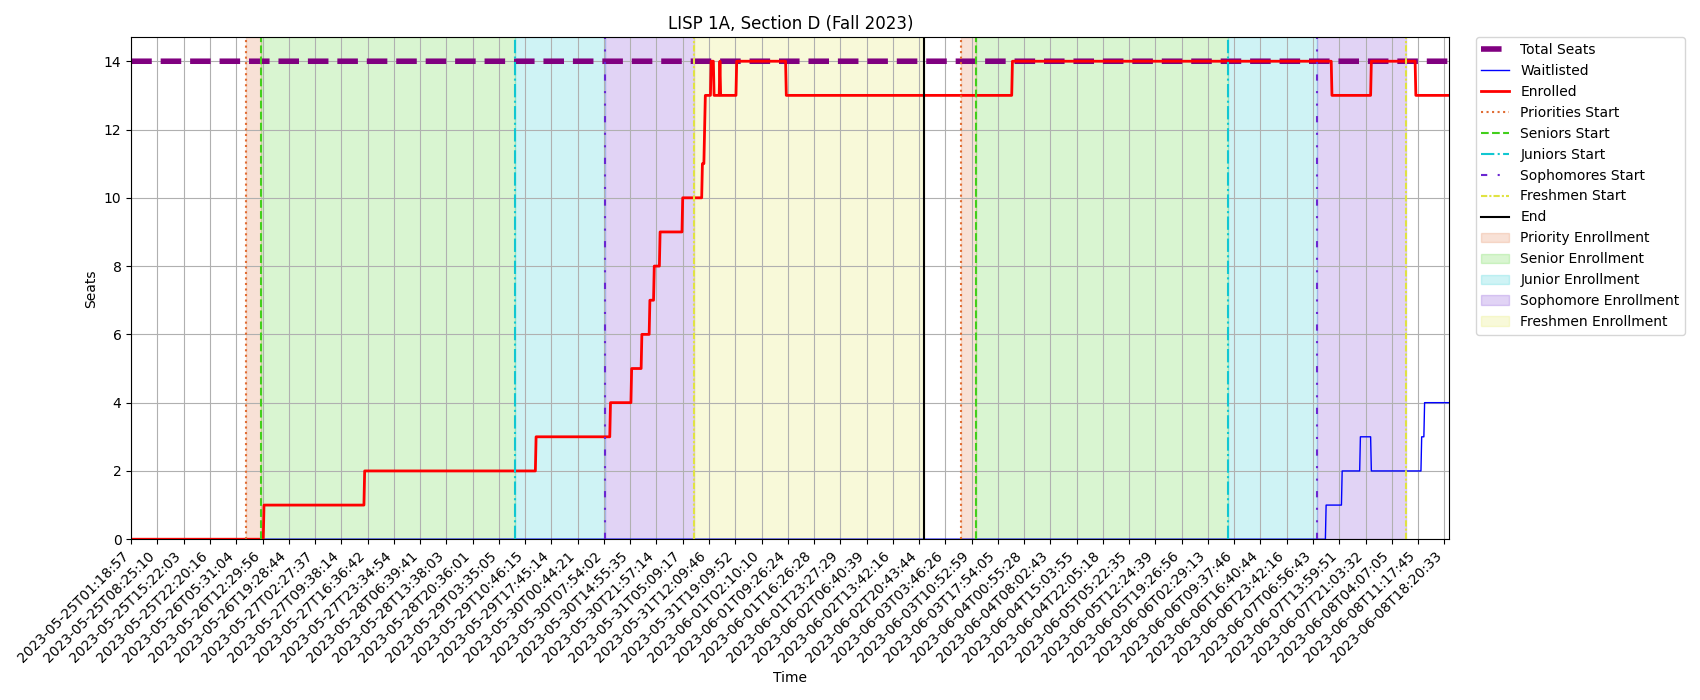 LISP 1A, Section D (Fall 2023)
Seats
14
12
10
8
6
4
2
0
2023-05-25T01:18:57
2023-05-25T08:25:10
2023-05-25T15:22:03
2023-05-25T22:20:16
2023-05-26T05:31:04
2023-05-26T12:29:56
2023-05-26T19:28:44
2023-05-27T02:27:37
2023-05-27T09:38:14
2023-05-27T16:36:42
2023-05-27T23:34:54
2023-05-28T06:39:41
2023-05-28T13:38:03
2023-05-28T20:36:01
2023-05-29T03:35:05
2023-05-29T10:46:15
2023-05-29T17:45:14
2023-05-30T00:44:21
2023-05-30T07:54:02
2023-05-30T14:55:35
2023-05-30T21:57:14
2023-05-31T05:09:17
2023-05-31T12:09:46
2023-05-31T19:09:52
2023-06-01T02:10:10
2023-06-01T09:26:24
2023-06-01T16:26:28
2023-06-01T23:27:29
2023-06-02T06:40:39
2023-06-02T13:42:16
2023-06-02T20:43:44
2023-06-03T03:46:26
2023-06-03T10:52:59
2023-06-03T17:54:05
2023-06-04T00:55:28
2023-06-04T08:02:43
2023-06-04T15:03:55
2023-06-04T22:05:18
2023-06-05T05:22:35
2023-06-05T12:24:39
2023-06-05T19:26:56
2023-06-06T02:29:13
2023-06-06T09:37:46
2023-06-06T16:40:44
2023-06-06T23:42:16
2023-06-07T06:56:43
2023-06-07T13:59:51
2023-06-07T21:03:32
2023-06-08T04:07:05
2023-06-08T11:17:45
2023-06-08T18:20:33
Time
Total Seats
Waitlisted
Enrolled
Priorities Start
Seniors Start
Juniors Start
Sophomores Start
Freshmen Start
End
Priority Enrollment
Senior Enrollment
Junior Enrollment
Sophomore Enrollment
Freshmen Enrollment